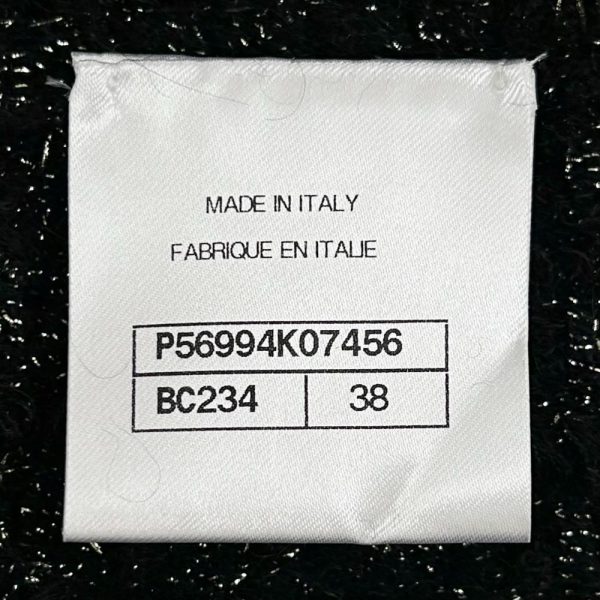 MADE IN ITALY
FABRIQUE EN ITALIE
P56994K07456
BC234 38